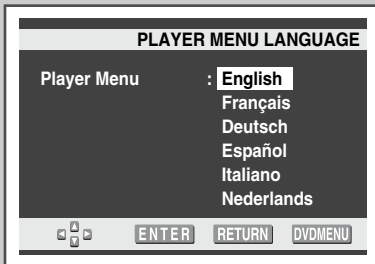 PLAYER MENU LANGUAGE
Player Menu : English
Français
Deutsch
Español
Italiano
Nederlands
ENTER RETURN DVDMENU